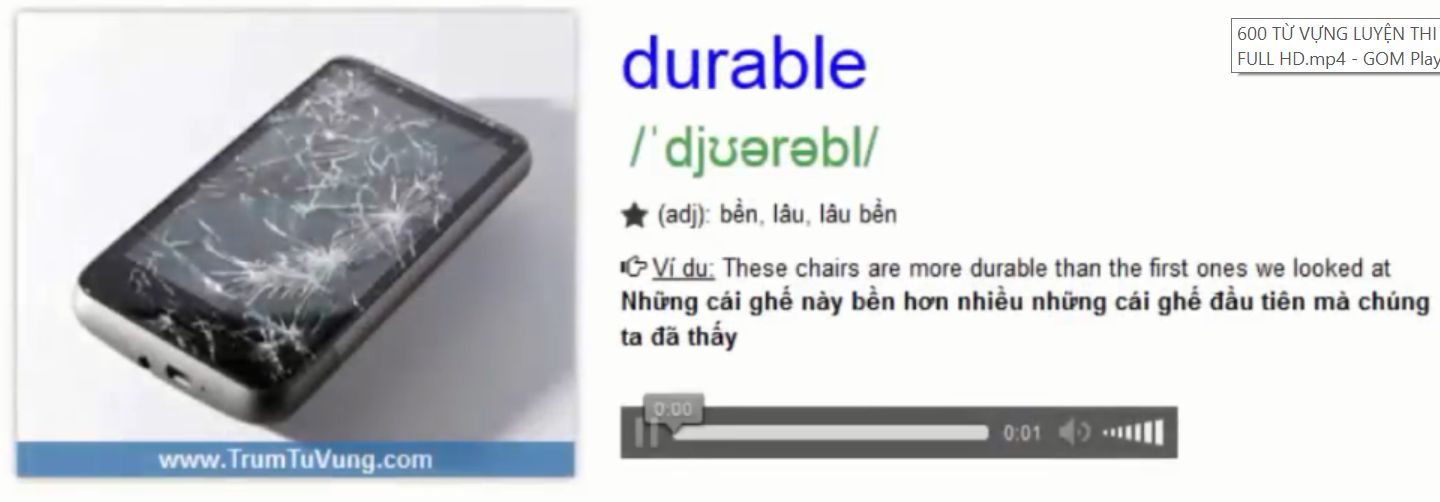 durable
600 TỪ VỰNG LUYỆN THI
FULL HD.mp4 - GOM Play
/ˈdjʊərəbl/
★ (adj): bền, lâu, lâu bền
Ví du: These chairs are more durable than the first ones we looked at
Những cái ghế này bền hơn nhiều những cái ghế đầu tiên mà chúng
ta đã thấy
0:00
0:01
www.TrumTuVung.com